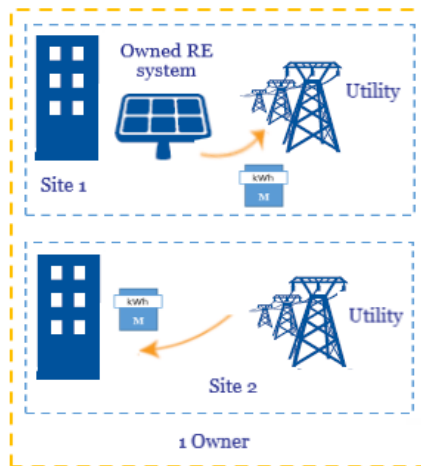 Owned RE
system
Utility
Site 1
kWh
M
kWh
M
Utility
Site 2
1 Owner